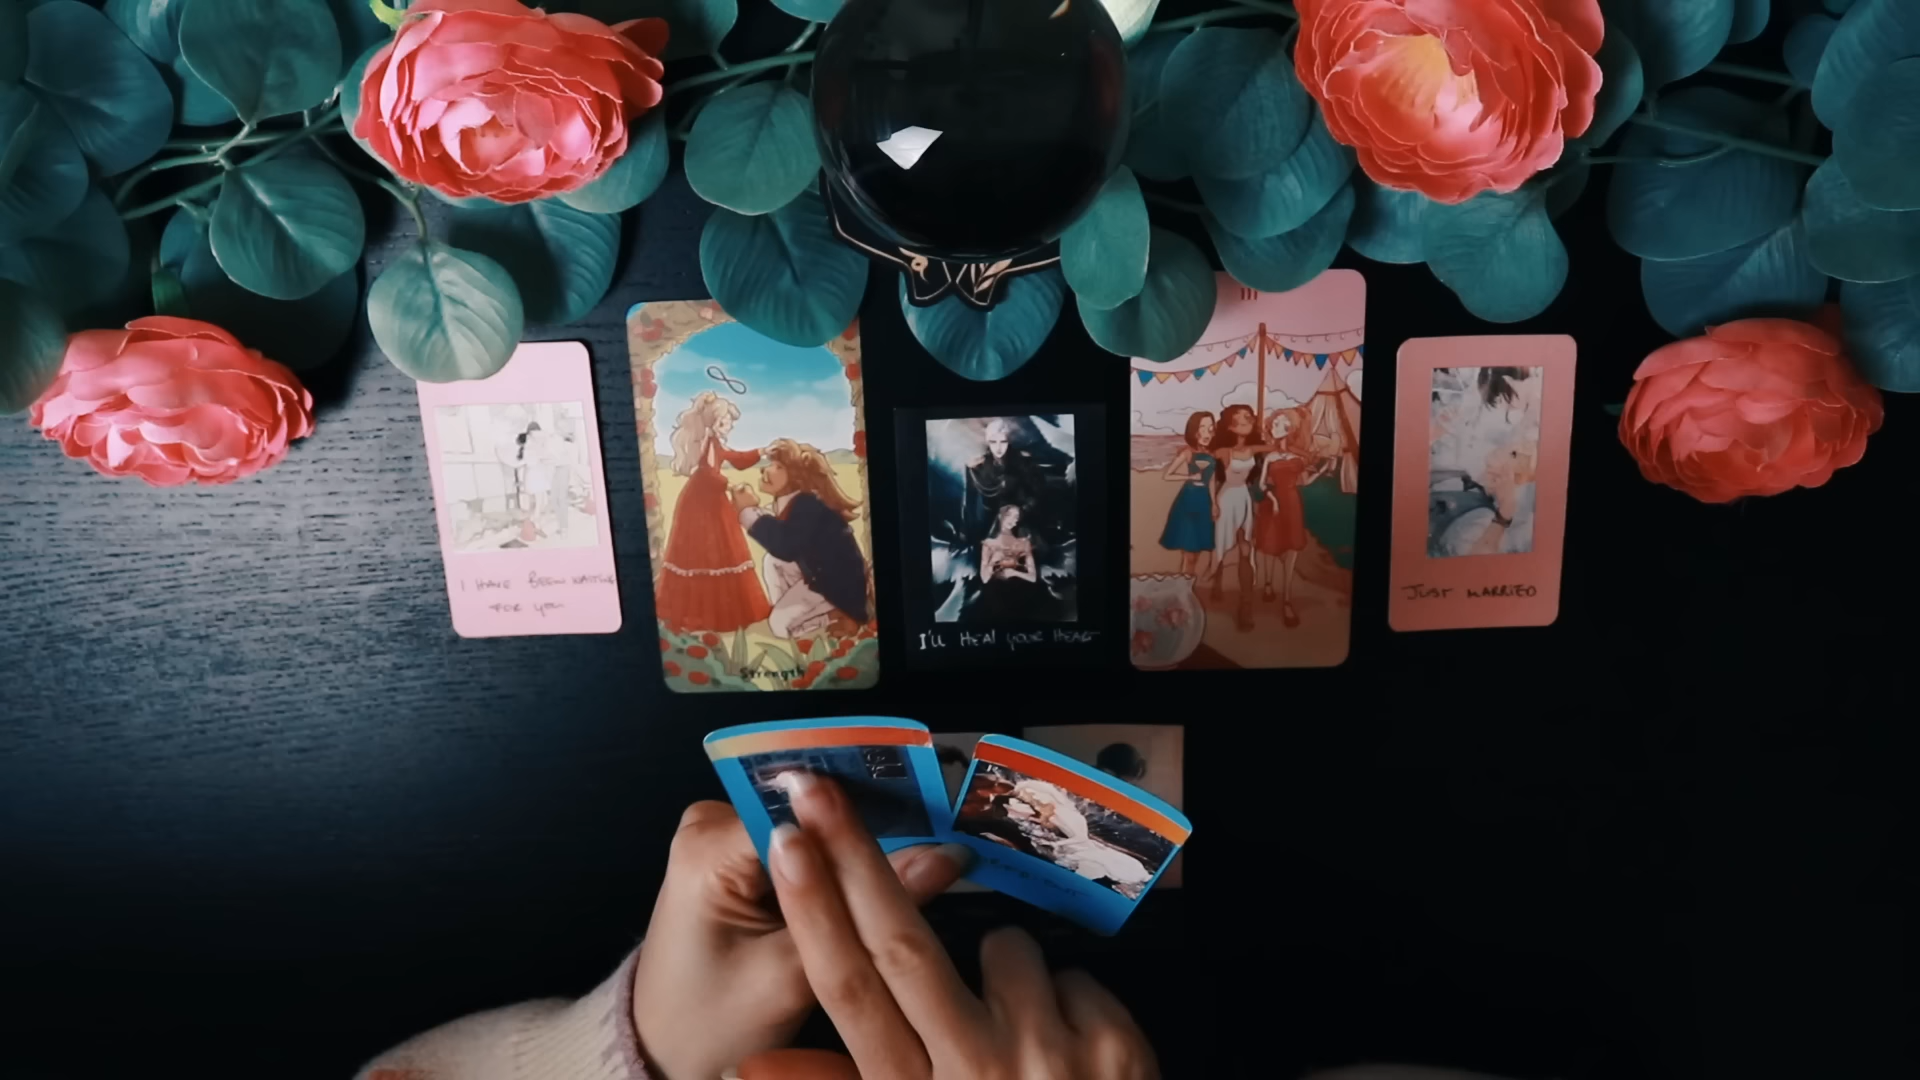 III
I HAVE BEEN WAITING
FOR YOU
Strength
I'LL HEAL YOUR HEART
JUST MARRIED